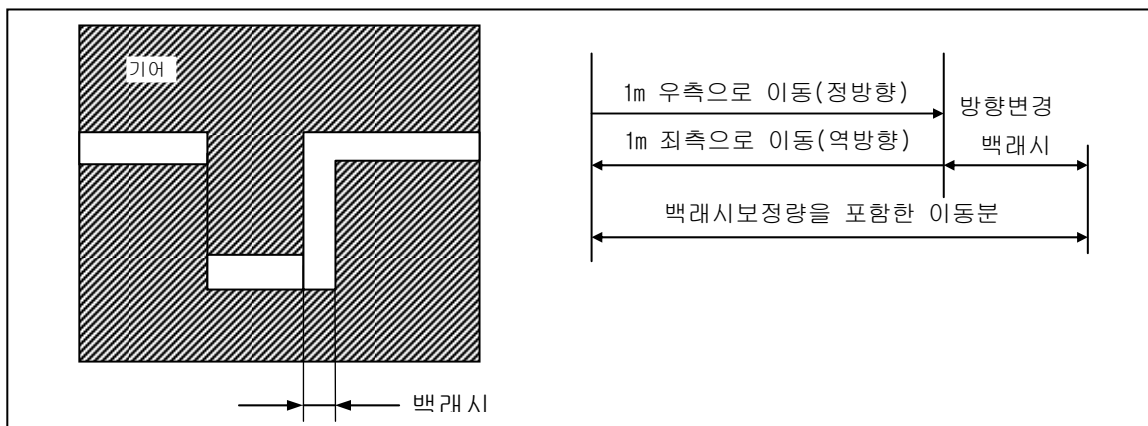 기어
백래시
1m 우측으로 이동(정방향)
방향변경
1m 죄측으로 이동(역방향)
백래시
백래시보정량을 포함한 이동분